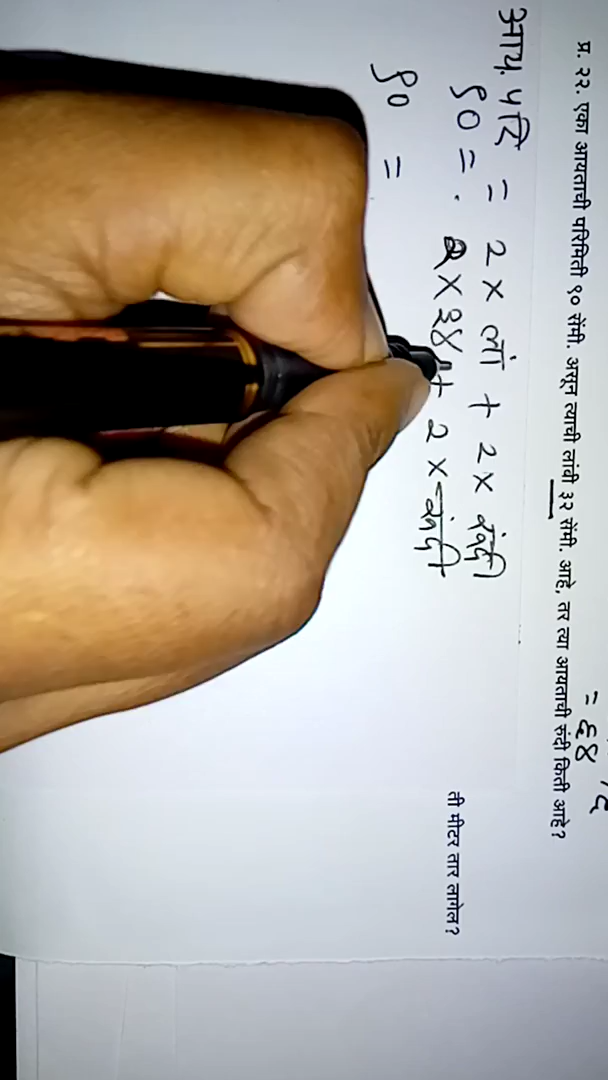 = ६४
प्र. २२. एका आयताची परिमिती ९० सेंमी. असून त्याची लांबी ३२ सेंमी. आहे, तर त्या आयताची रुंदी किती आहे?
आय. परि = 2 × लां + 2 × रुंदी
९० = 2 × ३४ + 2 × रुंदी
९० =
ती मीटर तार लागेल?